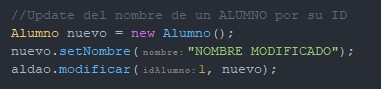 //Update del nombre de un ALUMNO por su ID
Alumno nuevo = new Alumno();
nuevo.setNombre( nombre: "NOMBRE MODIFICADO");
aldao.modificar( idAlumno: 1, nuevo);